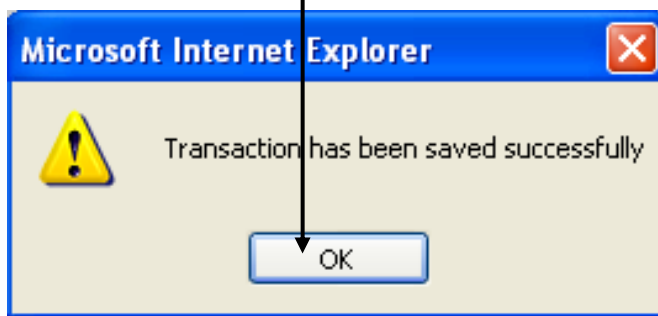 Microsoft Internet Explorer
Transaction has been saved successfully
OK